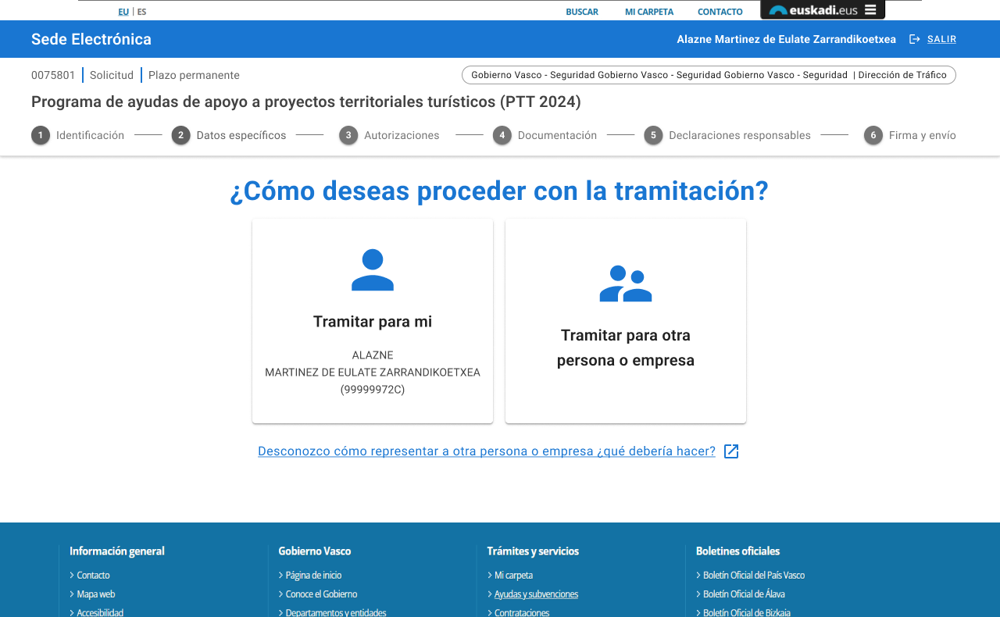 EU | ES
BUSCAR
MI CARPETA
CONTACTO
euskadi.eus
Sede Electrónica
Alazne Martinez de Eulate Zarrandikoetxea
SALIR
0075801
Solicitud
Plazo permanente
Gobierno Vasco - Seguridad Gobierno Vasco - Seguridad Gobierno Vasco - Seguridad | Dirección de Tráfico
Programa de ayudas de apoyo a proyectos territoriales turísticos (PTT 2024)
1 Identificación
2 Datos específicos
3 Autorizaciones
4 Documentación
5 Declaraciones responsables
6 Firma y envío
¿Cómo deseas proceder con la tramitación?
Tramitar para mi
ALAZNE
MARTINEZ DE EULATE ZARRANDIKOETXEA
(99999972C)
Tramitar para otra
persona o empresa
Desconozco cómo representar a otra persona o empresa ¿qué debería hacer?
Información general
Contacto
Mapa web
Accesibilidad
Gobierno Vasco
Página de inicio
Conoce el Gobierno
Departamentos y entidades
Trámites y servicios
Mi carpeta
Ayudas y subvenciones
Contrataciones
Boletines oficiales
Boletín Oficial del País Vasco
Boletín Oficial de Álava
Boletín Oficial de Bizkaia